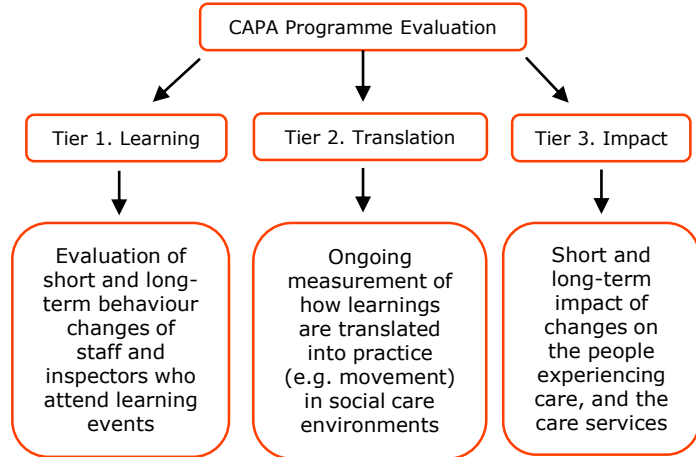 CAPA Programme Evaluation
Tier 1. Learning
Tier 2. Translation
Tier 3. Impact
Evaluation of
short and long-
term behaviour
changes of
staff and
inspectors who
attend learning
events
Ongoing
measurement of
how learnings
are translated
into practice
(e.g. movement)
in social care
environments
Short and
long-term
impact of
changes on
the people
experiencing
care, and the
care services